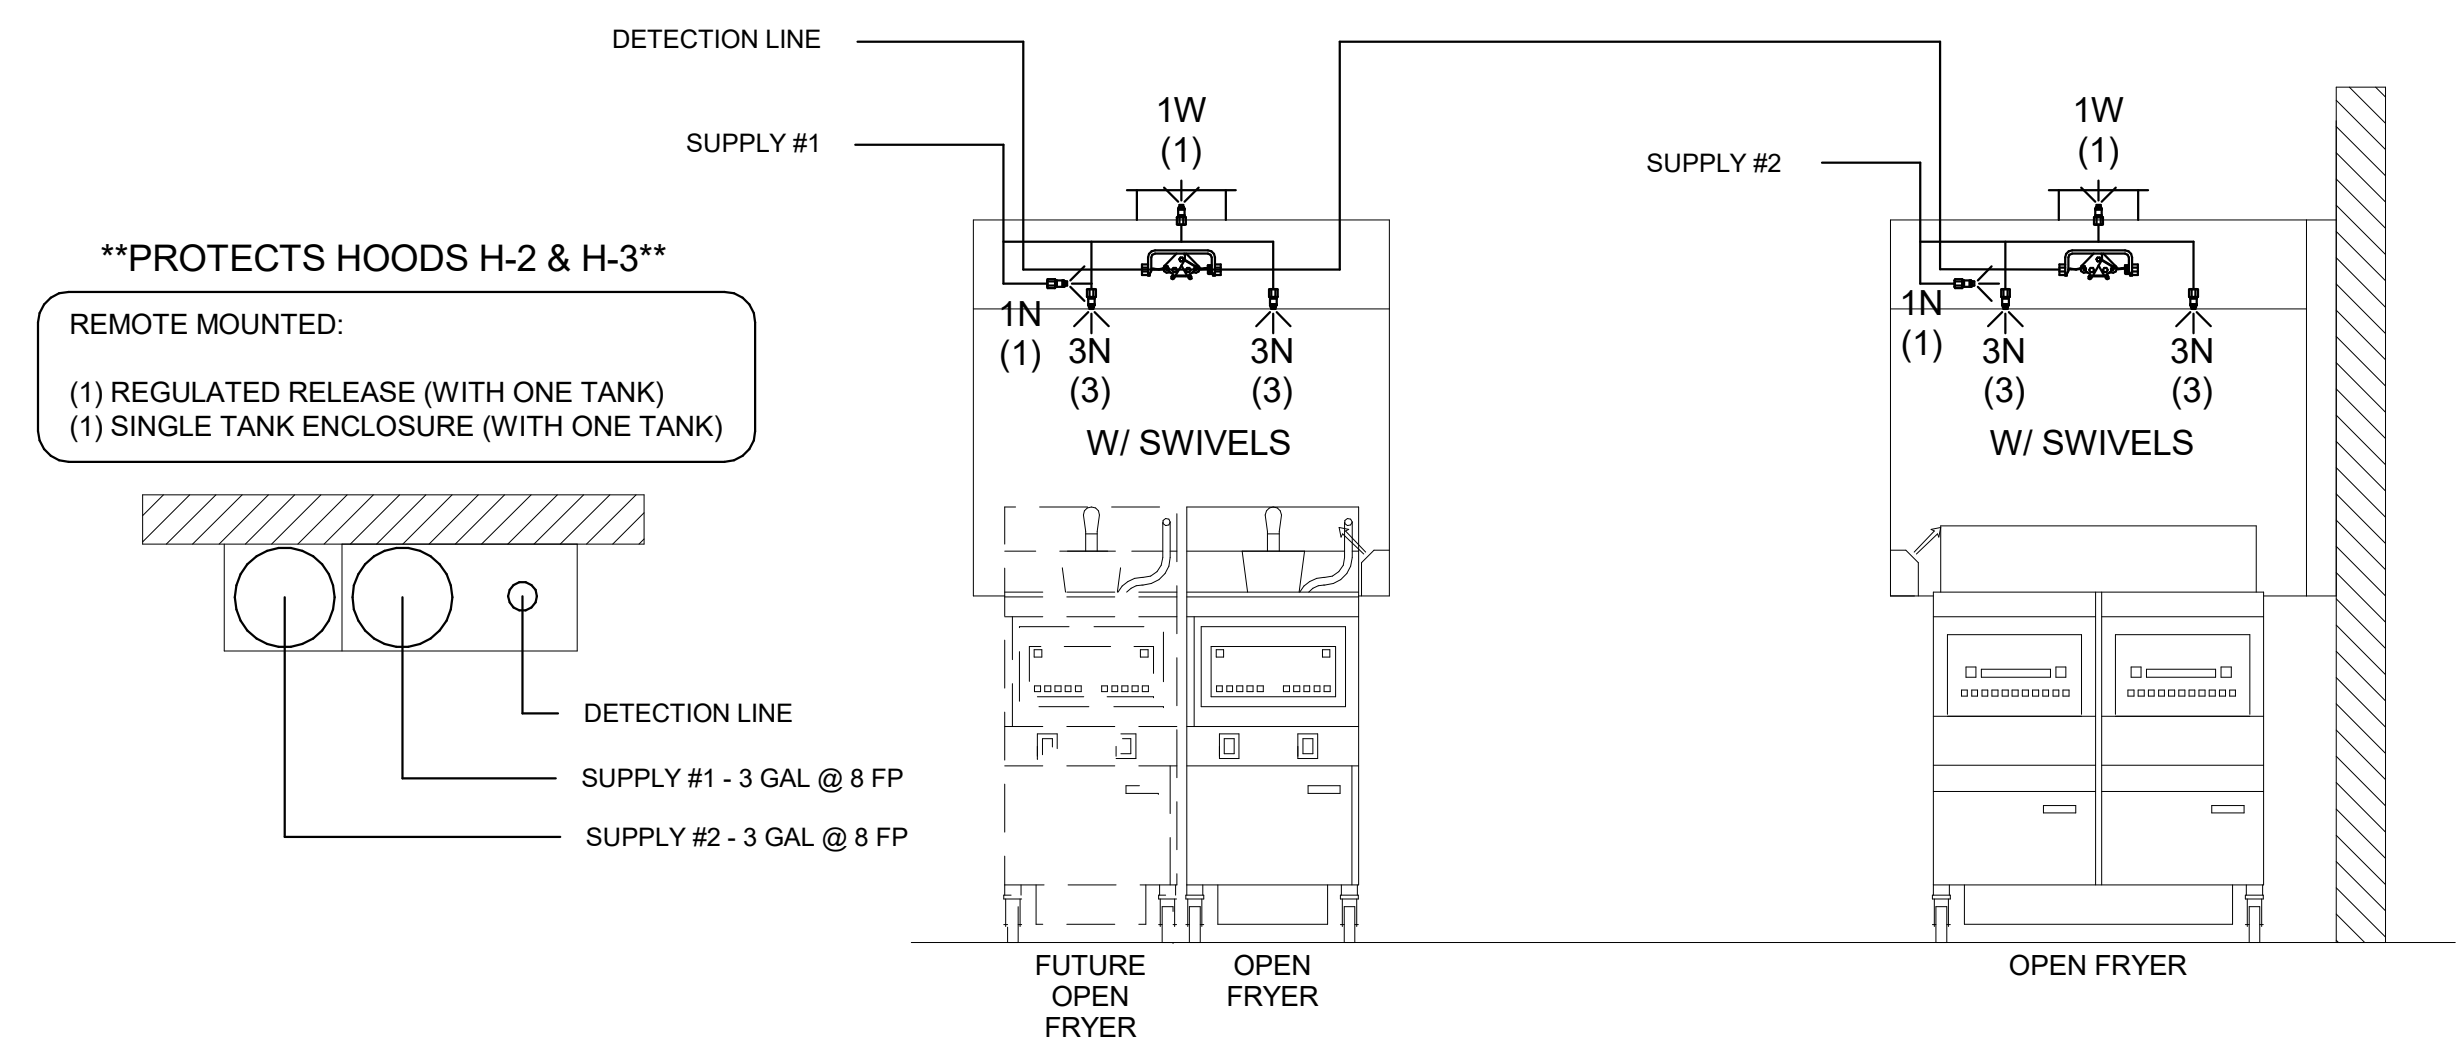 DETECTION LINE
SUPPLY #1
1W
(1)
SUPPLY #2
1W
(1)
**PROTECTS HOODS H-2 & H-3**
REMOTE MOUNTED:
(1) REGULATED RELEASE (WITH ONE TANK)
(1) SINGLE TANK ENCLOSURE (WITH ONE TANK)
1N
(1)
3N
(3)
3N
(3)
W/ SWIVELS
1N
(1)
3N
(3)
3N
(3)
W/ SWIVELS
DETECTION LINE
SUPPLY #1 - 3 GAL @ 8 FP
SUPPLY #2 - 3 GAL @ 8 FP
FUTURE
OPEN
FRYER
OPEN
FRYER
OPEN FRYER